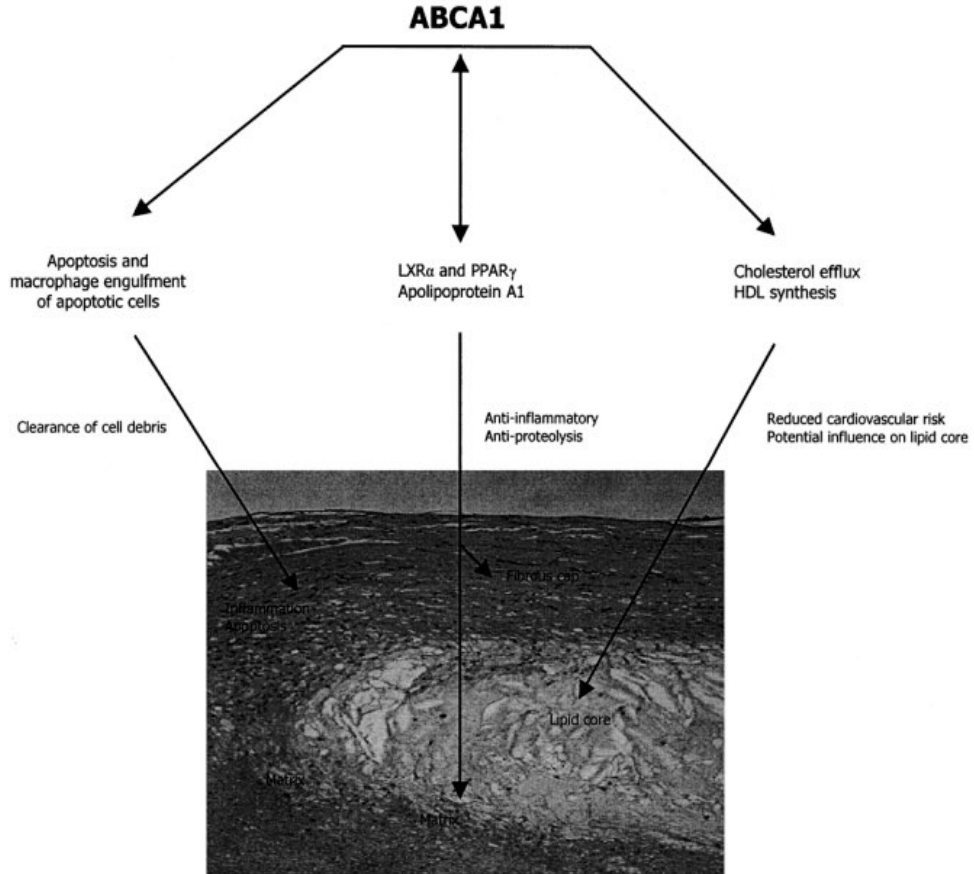 ABCA1
Apoptosis and
macrophage engulfment
of apoptotic cells
LXRα and PPARγ
Apolipoprotein A1
Cholesterol efflux
HDL synthesis
Clearance of cell debris
Anti-inflammatory
Anti-proteolysis
Reduced cardiovascular risk
Potential influence on lipid core
Fibrous cap
Inflammation
Apoptosis
Lipid core
Matrix
Matrix